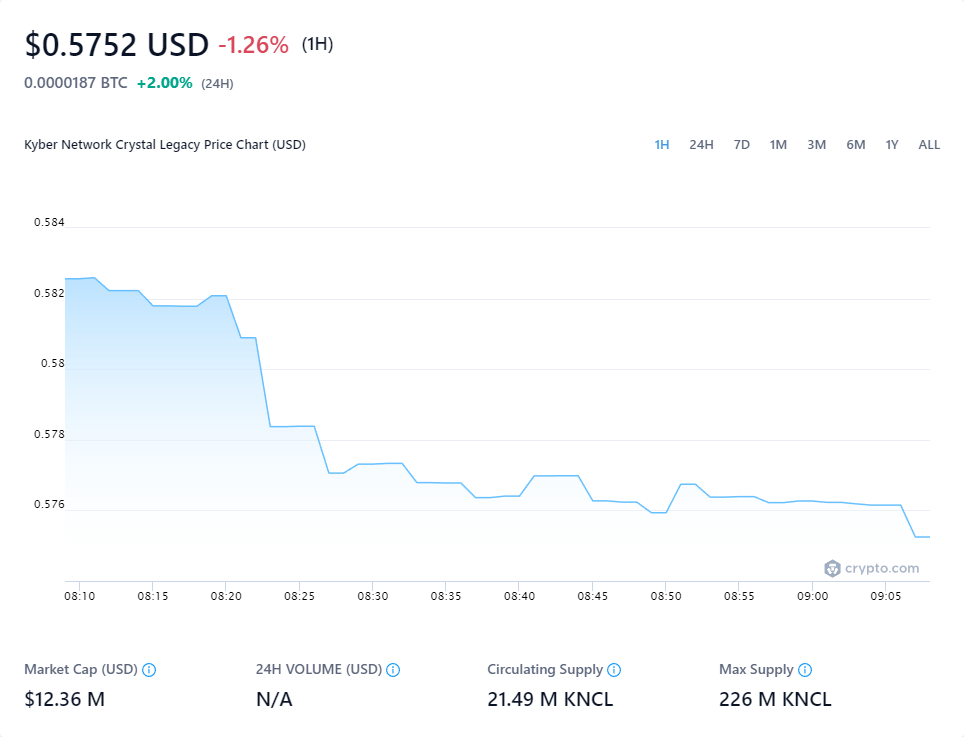 $0.5752 USD -1.26% (1H)
0.0000187 BTC +2.00% (24H)
Kyber Network Crystal Legacy Price Chart (USD) 1H 24H 7D 1M 3M 6M 1Y ALL
0.584
0.582
0.58
0.578
0.576
crypto.com
08:10 08:15 08:20 08:25 08:30 08:35 08:40 08:45 08:50 08:55 09:00 09:05
Market Cap (USD) 24H VOLUME (USD) Circulating Supply Max Supply
$12.36 M N/A 21.49 M KNCL 226 M KNCL